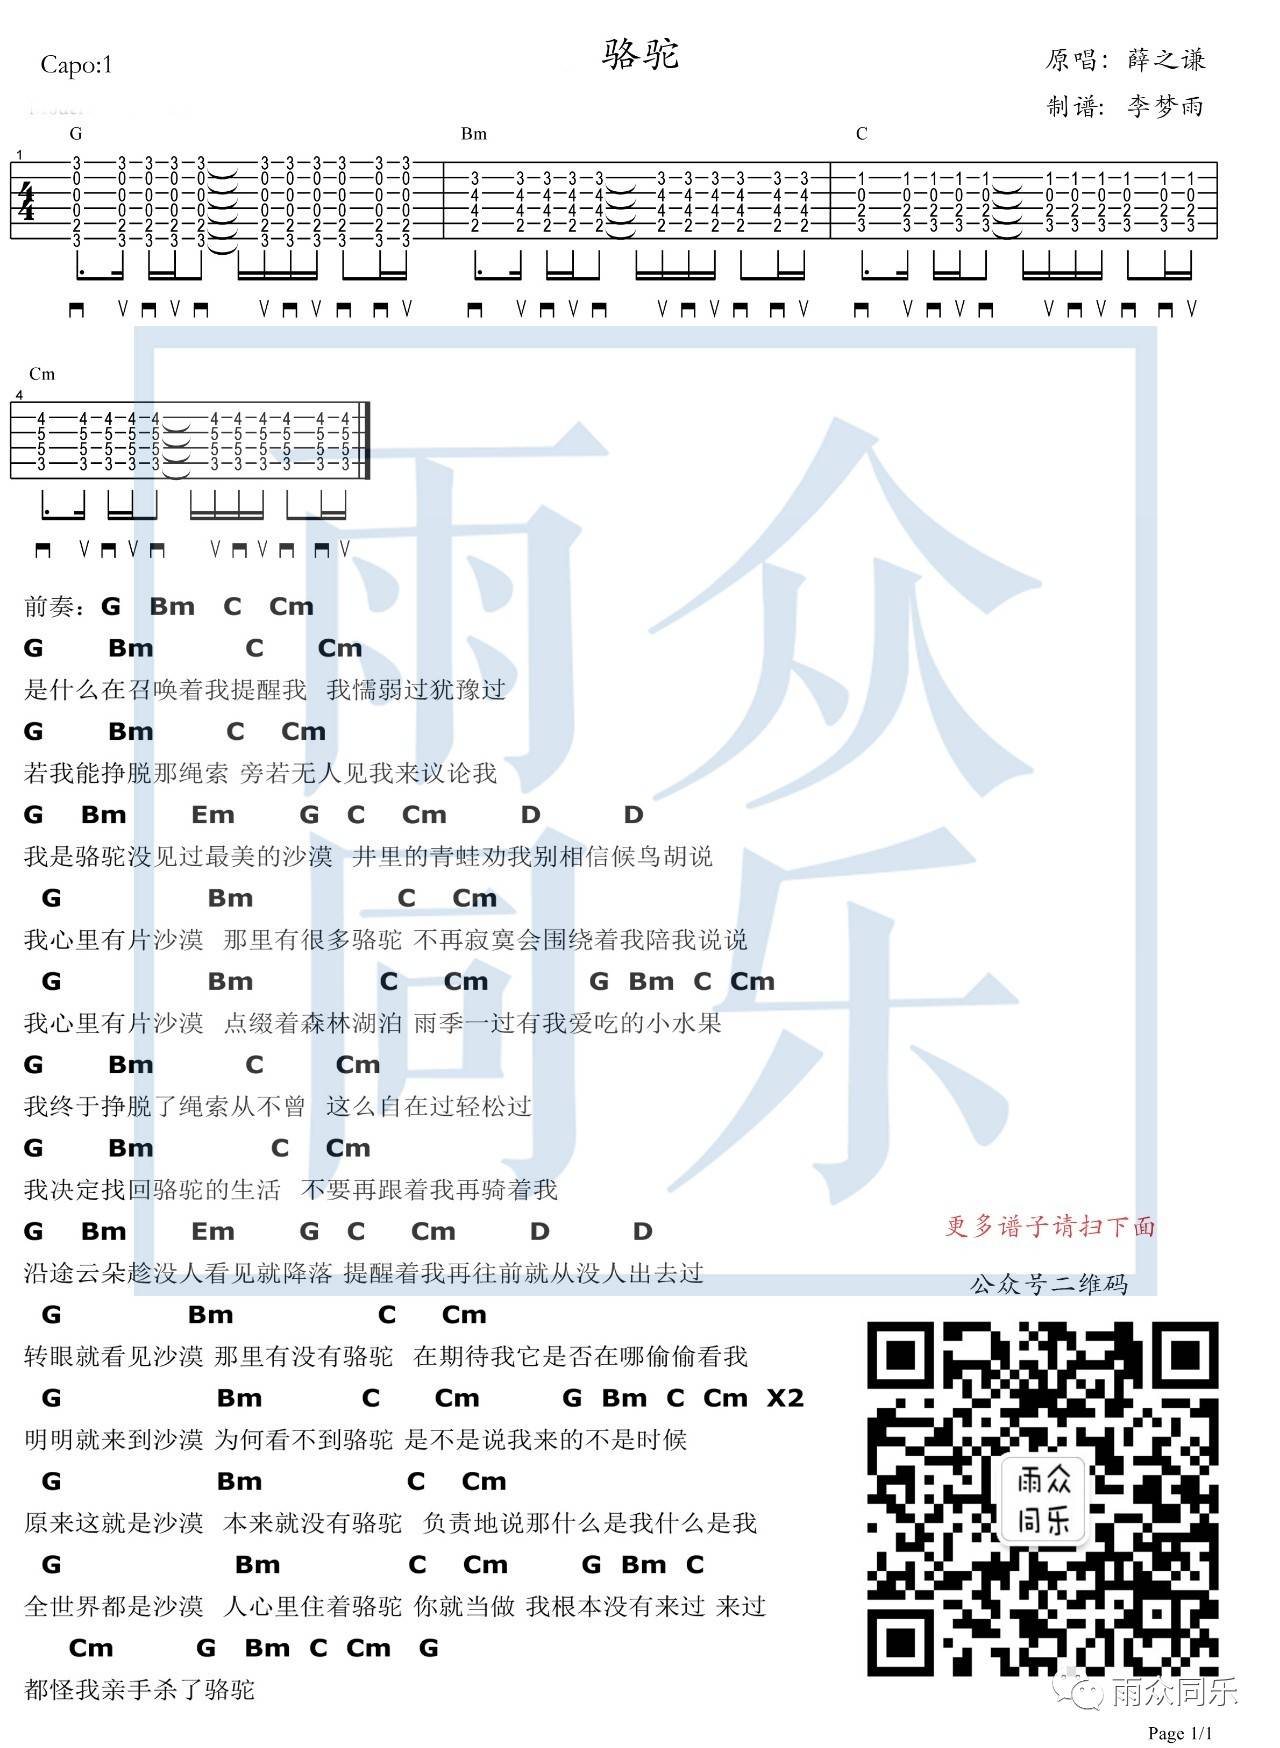 骆驼
Capo:1
原唱：薛之谦
制谱：李梦雨
G Bm C
Cm
前奏：G Bm C Cm
G Bm C Cm
是什么在召唤着我提醒我 我懦弱过犹豫过
G Bm C Cm
若我能挣脱那绳索 旁若无人见我来议论我
G Bm Em G C Cm D D
我是骆驼没见过最美的沙漠 井里的青蛙劝我别相信候鸟胡说
G Bm C Cm
我心里有片沙漠 那里有很多骆驼 不再寂寞会围绕着我陪我说说
G Bm C Cm G Bm C Cm
我心里有片沙漠 点缀着森林湖泊 雨季一过有我爱吃的小水果
G Bm C Cm
我终于挣脱了绳索从不曾 这么自在过轻松过
G Bm C Cm
我决定找回骆驼的生活 不要再跟着我再骑着我
G Bm Em G C Cm D D
沿途云朵趁没人看见就降落 提醒着我再往前就从没人出去过
G Bm C Cm
转眼就看见沙漠 那里有没有骆驼 在期待我它是否在哪偷偷看我
G Bm C Cm G Bm C Cm X2
明明就来到沙漠 为何看不到骆驼 是不是说我来的不是时候
G Bm C Cm
原来这就是沙漠 本来就没有骆驼 负责地说那什么是我什么是我
G Bm C Cm G Bm C
全世界都是沙漠 人心里住着骆驼 你就当做 我根本没有来过 来过
Cm G Bm C Cm G
都怪我亲手杀了骆驼
更多谱子请扫下面
公众号二维码
雨众
同乐
雨众同乐
Page 1/1
雨众
同乐